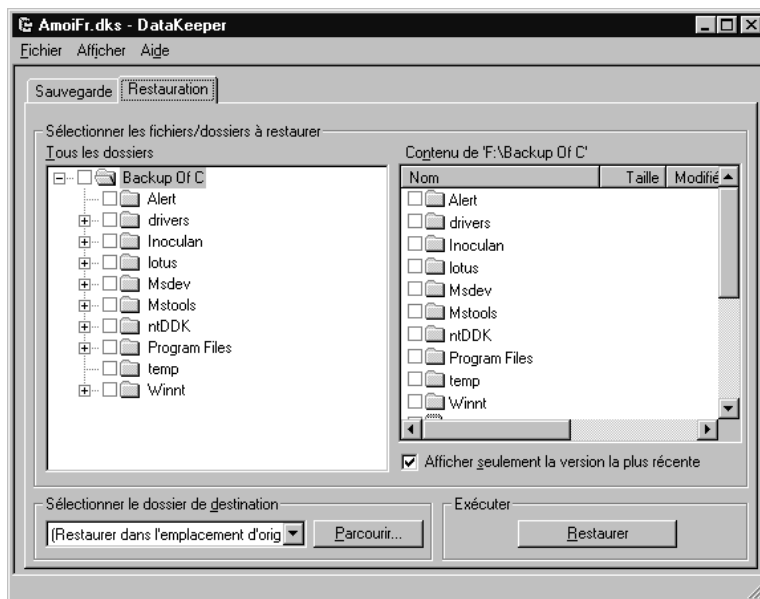 AmoiFr.dks - DataKeeper
Fichier Afficher Aide
Sauvegarde Restauration
Sélectionner les fichiers/dossiers à restaurer
Tous les dossiers
Backup Of C
Alert
drivers
Inoculan
lotus
Msdev
Mstools
ntDDK
Program Files
temp
Winnt
Contenu de 'F:\Backup Of C'
Nom Taille Modifié
Alert
drivers
Inoculan
lotus
Msdev
Mstools
ntDDK
Program Files
temp
Winnt
Afficher seulement la version la plus récente
Sélectionner le dossier de destination
(Restaurer dans l'emplacement d'orig
Parcourir...
Exécuter
Restaurer